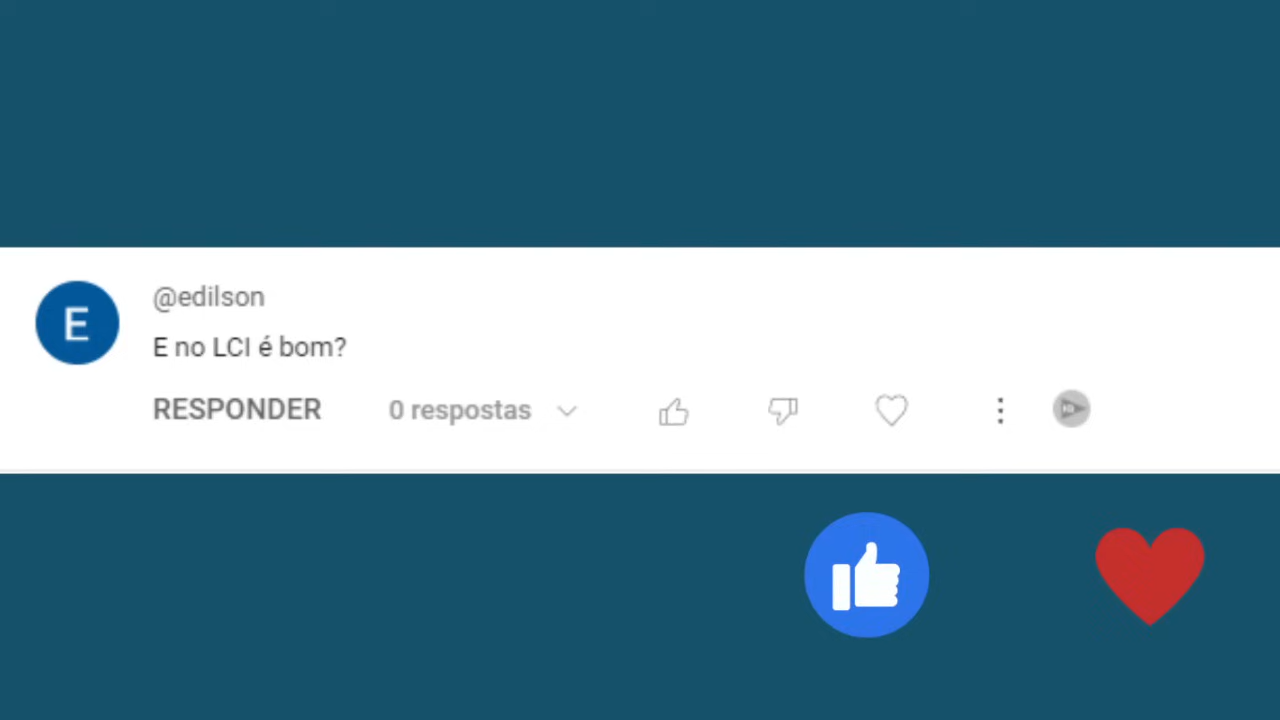 E
@edilson
E no LCI é bom?
RESPONDER
0 respostas